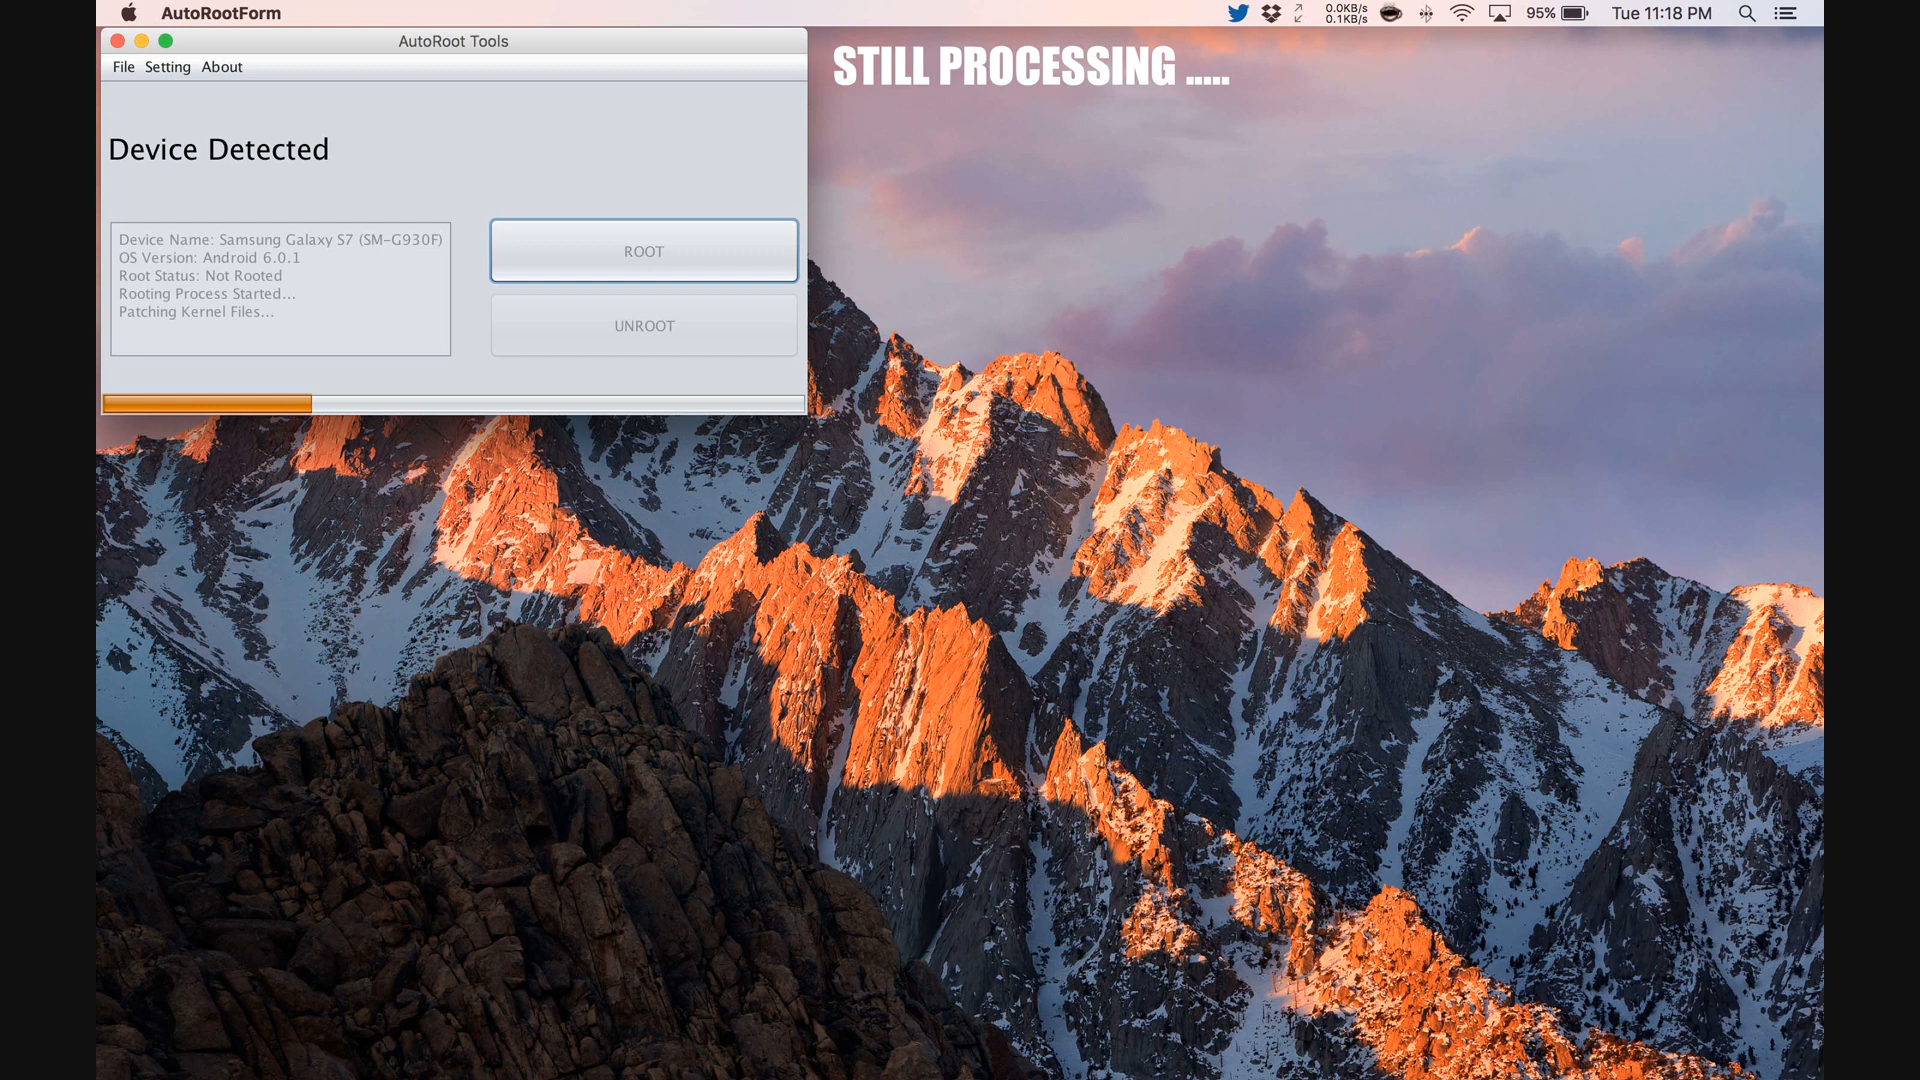 AutoRootForm
0.0KB/s
0.1KB/s
95%
Tue 11:18 PM
AutoRoot Tools
File Setting About
STILL PROCESSING .....
Device Detected
Device Name: Samsung Galaxy S7 (SM-G930F)
OS Version: Android 6.0.1
Root Status: Not Rooted
Rooting Process Started...
Patching Kernel Files...
ROOT
UNROOT